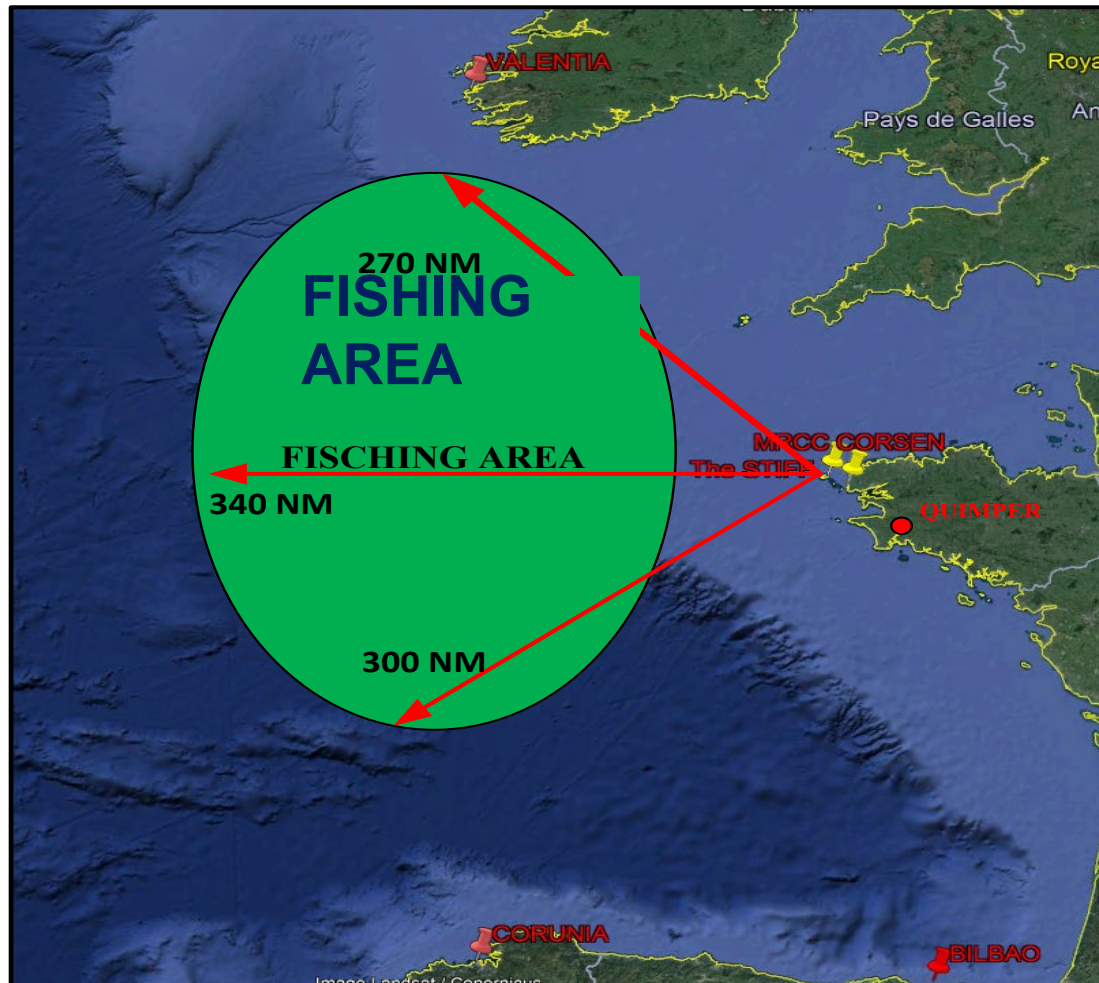 VALENTIA
Roya
Pays de Galles
An
270 NM
FISHING
AREA
MRCC CORSEN
FISCHING AREA
The STIFF
340 NM
QUIMPER
300 NM
CORUNIA
BILBAO
Image Landsat / Copernicus